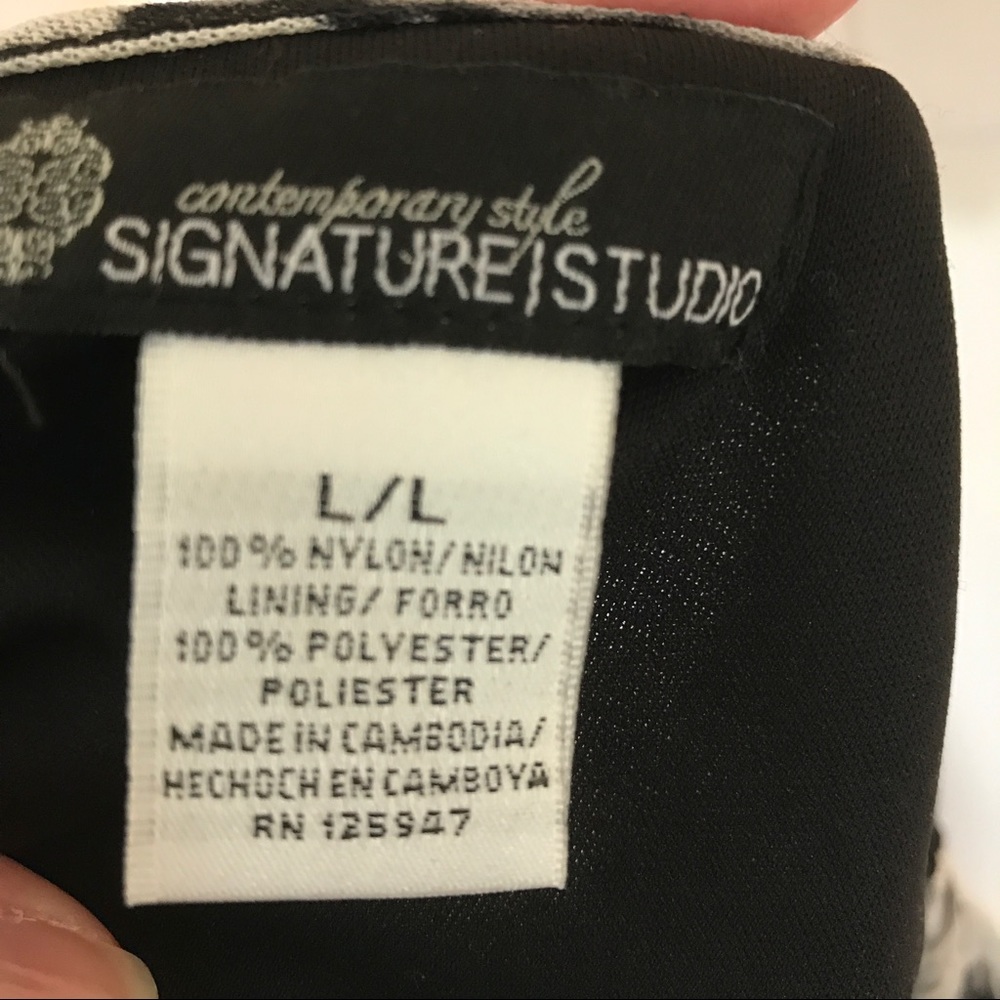 contemporary style
SIGNATURE|STUDIO
L/L
100% NYLON/NILON
LINING/ FORRO
100% POLYESTER/
POLIESTER
MADE IN CAMBODIA/
HECHOCH EN CAMBOYA
RN 125947